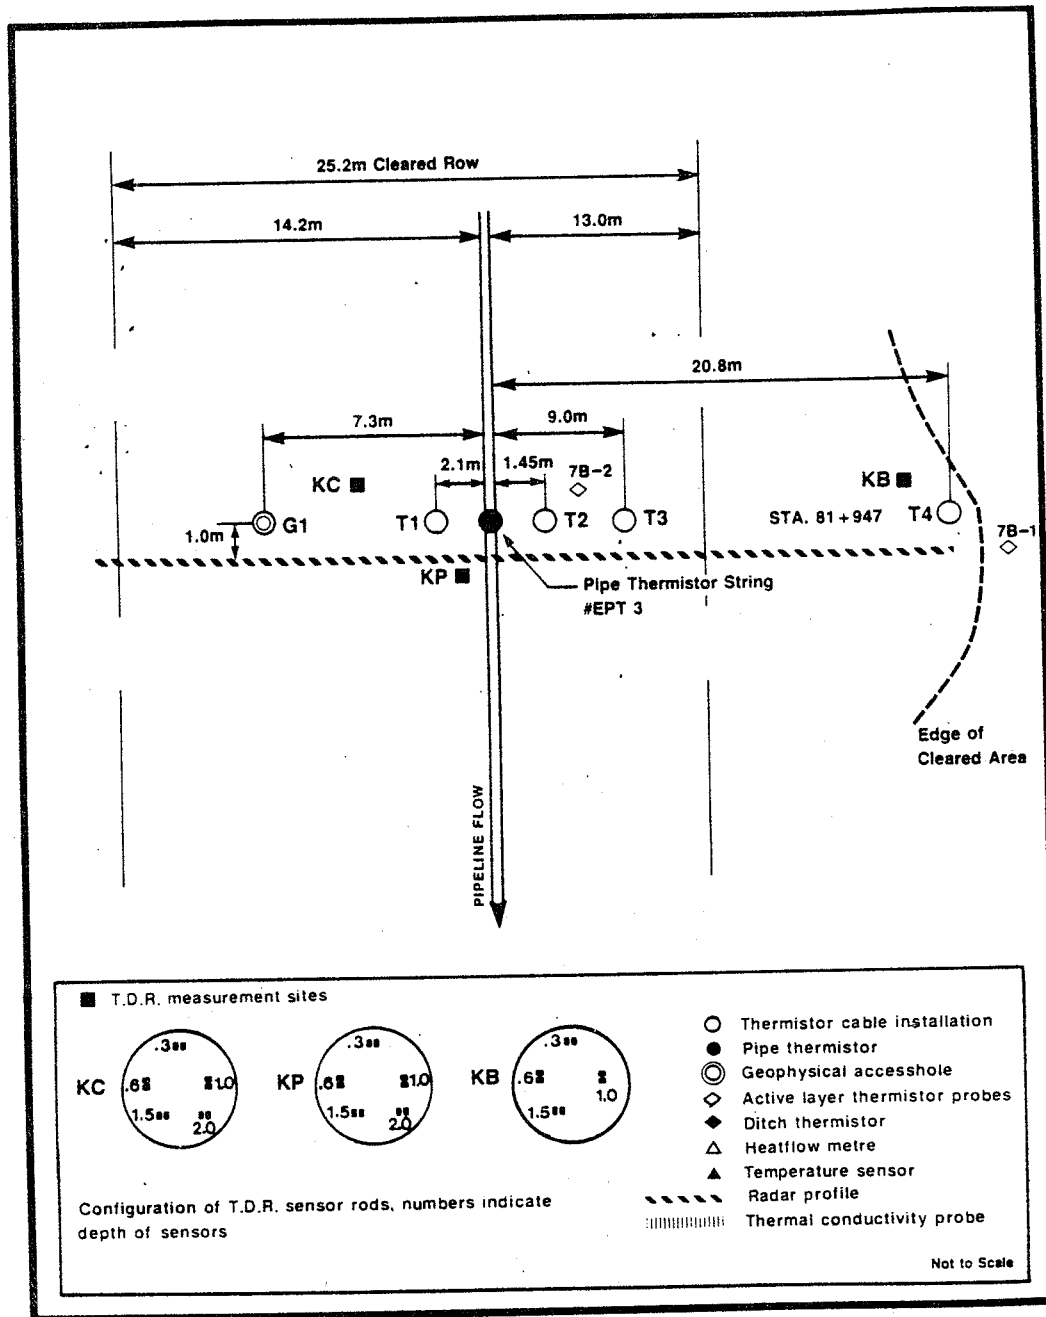 25.2m Cleared Row
14.2m
13.0m
20.8m
7.3m
9.0m
2.1m
1.45m
7B-2
KC
KB
G1
T1
T2
T3
STA. 81+947
T4
1.0m
7B-1
KP
Pipe Thermistor String
#EPT 3
Edge of
Cleared Area
PIPELINE FLOW
T.D.R. measurement sites
KC
.3
.6
1.0
1.5
2.0
KP
.3
.6
1.0
1.5
2.0
KB
.3
.6
1.0
1.5
Configuration of T.D.R. sensor rods, numbers indicate
depth of sensors
Thermistor cable installation
Pipe thermistor
Geophysical accesshole
Active layer thermistor probes
Ditch thermistor
Heatflow metre
Temperature sensor
Radar profile
Thermal conductivity probe
Not to Scale